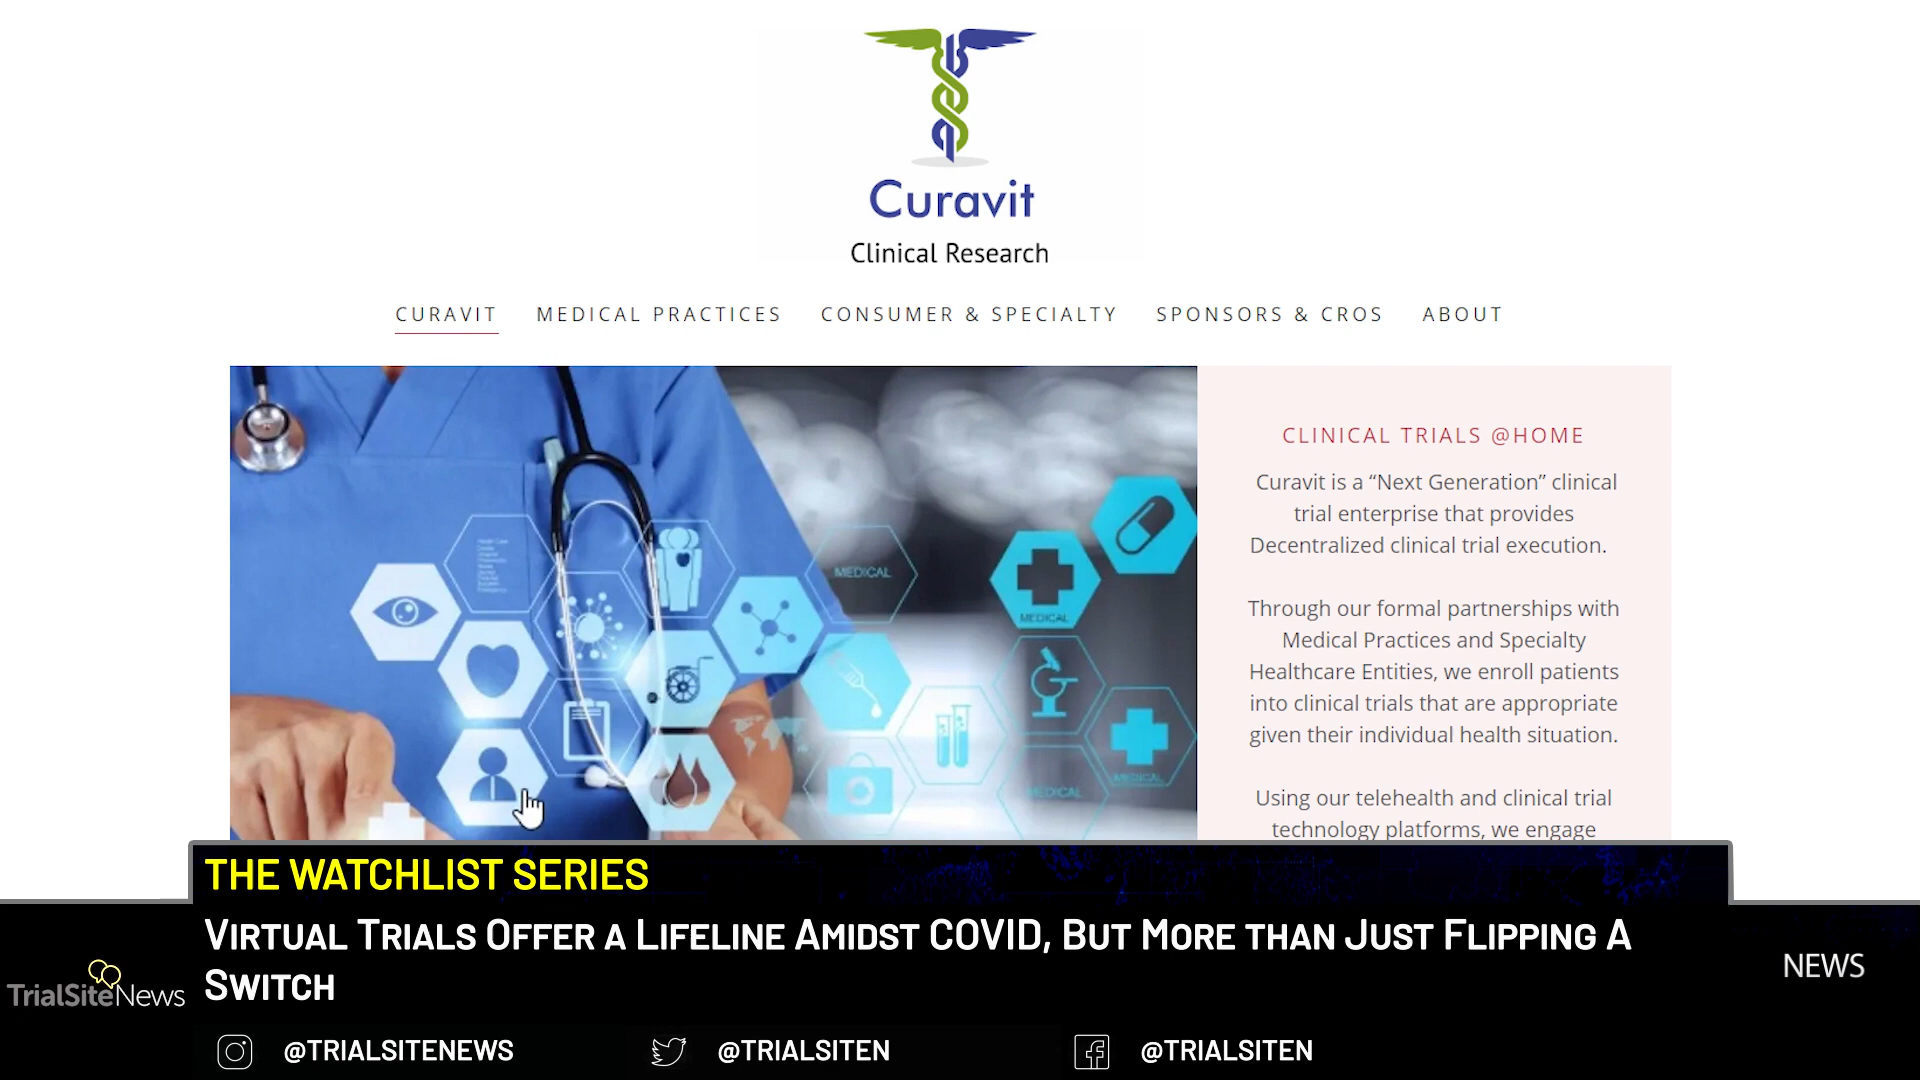 Curavit
Clinical Research
CURAVIT MEDICAL PRACTICES CONSUMER & SPECIALTY SPONSORS & CROS ABOUT
MEDICAL
MEDICAL
MEDICAL
MEDICAL
CLINICAL TRIALS @HOME
Curavit is a “Next Generation” clinical
trial enterprise that provides
Decentralized clinical trial execution.
Through our formal partnerships with
Medical Practices and Specialty
Healthcare Entities, we enroll patients
into clinical trials that are appropriate
given their individual health situation.
Using our telehealth and clinical trial
technology platforms, we engage
THE WATCHLIST SERIES
Virtual Trials Offer a Lifeline Amidst COVID, But More than Just Flipping A
Switch
TrialSiteNews
NEWS
@TRIALSITENEWS @TRIALSITEN @TRIALSITEN